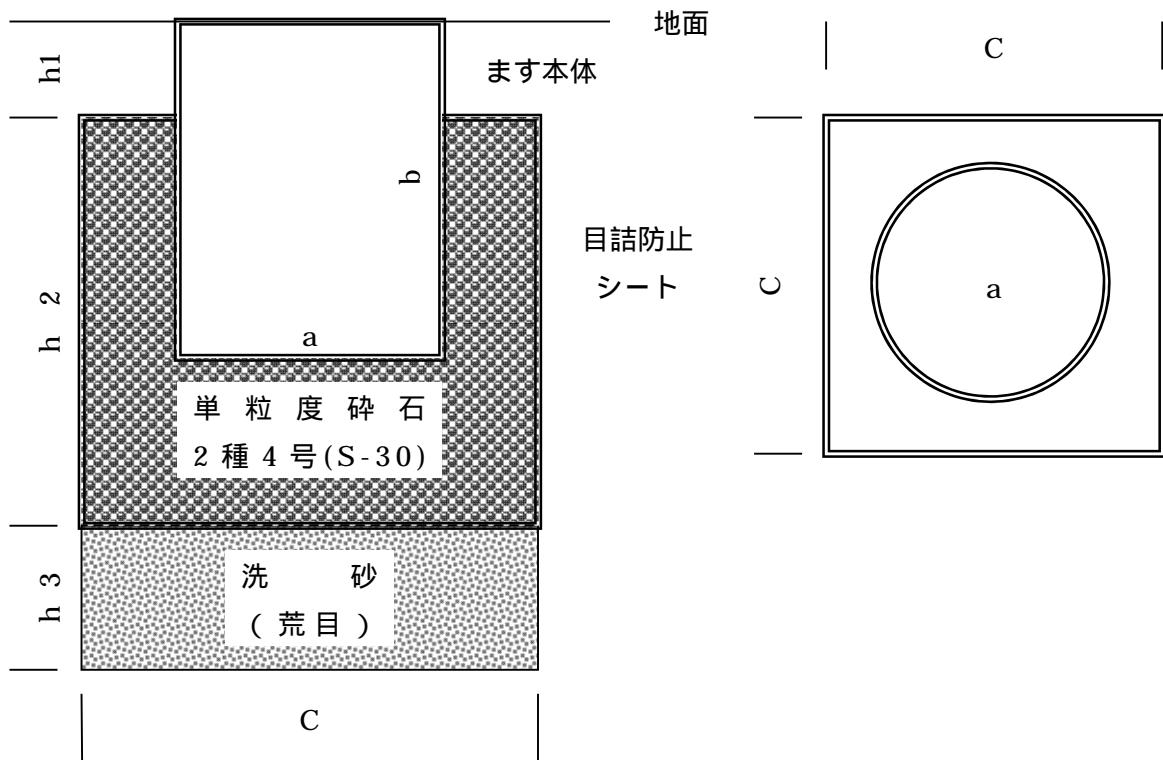 地面
C
h1
ます本体
b
目詰防止
シート
h 2
C
a
a
単粒度砕石
2種4号(S-30)
洗 砂
(荒目)
h 3
C